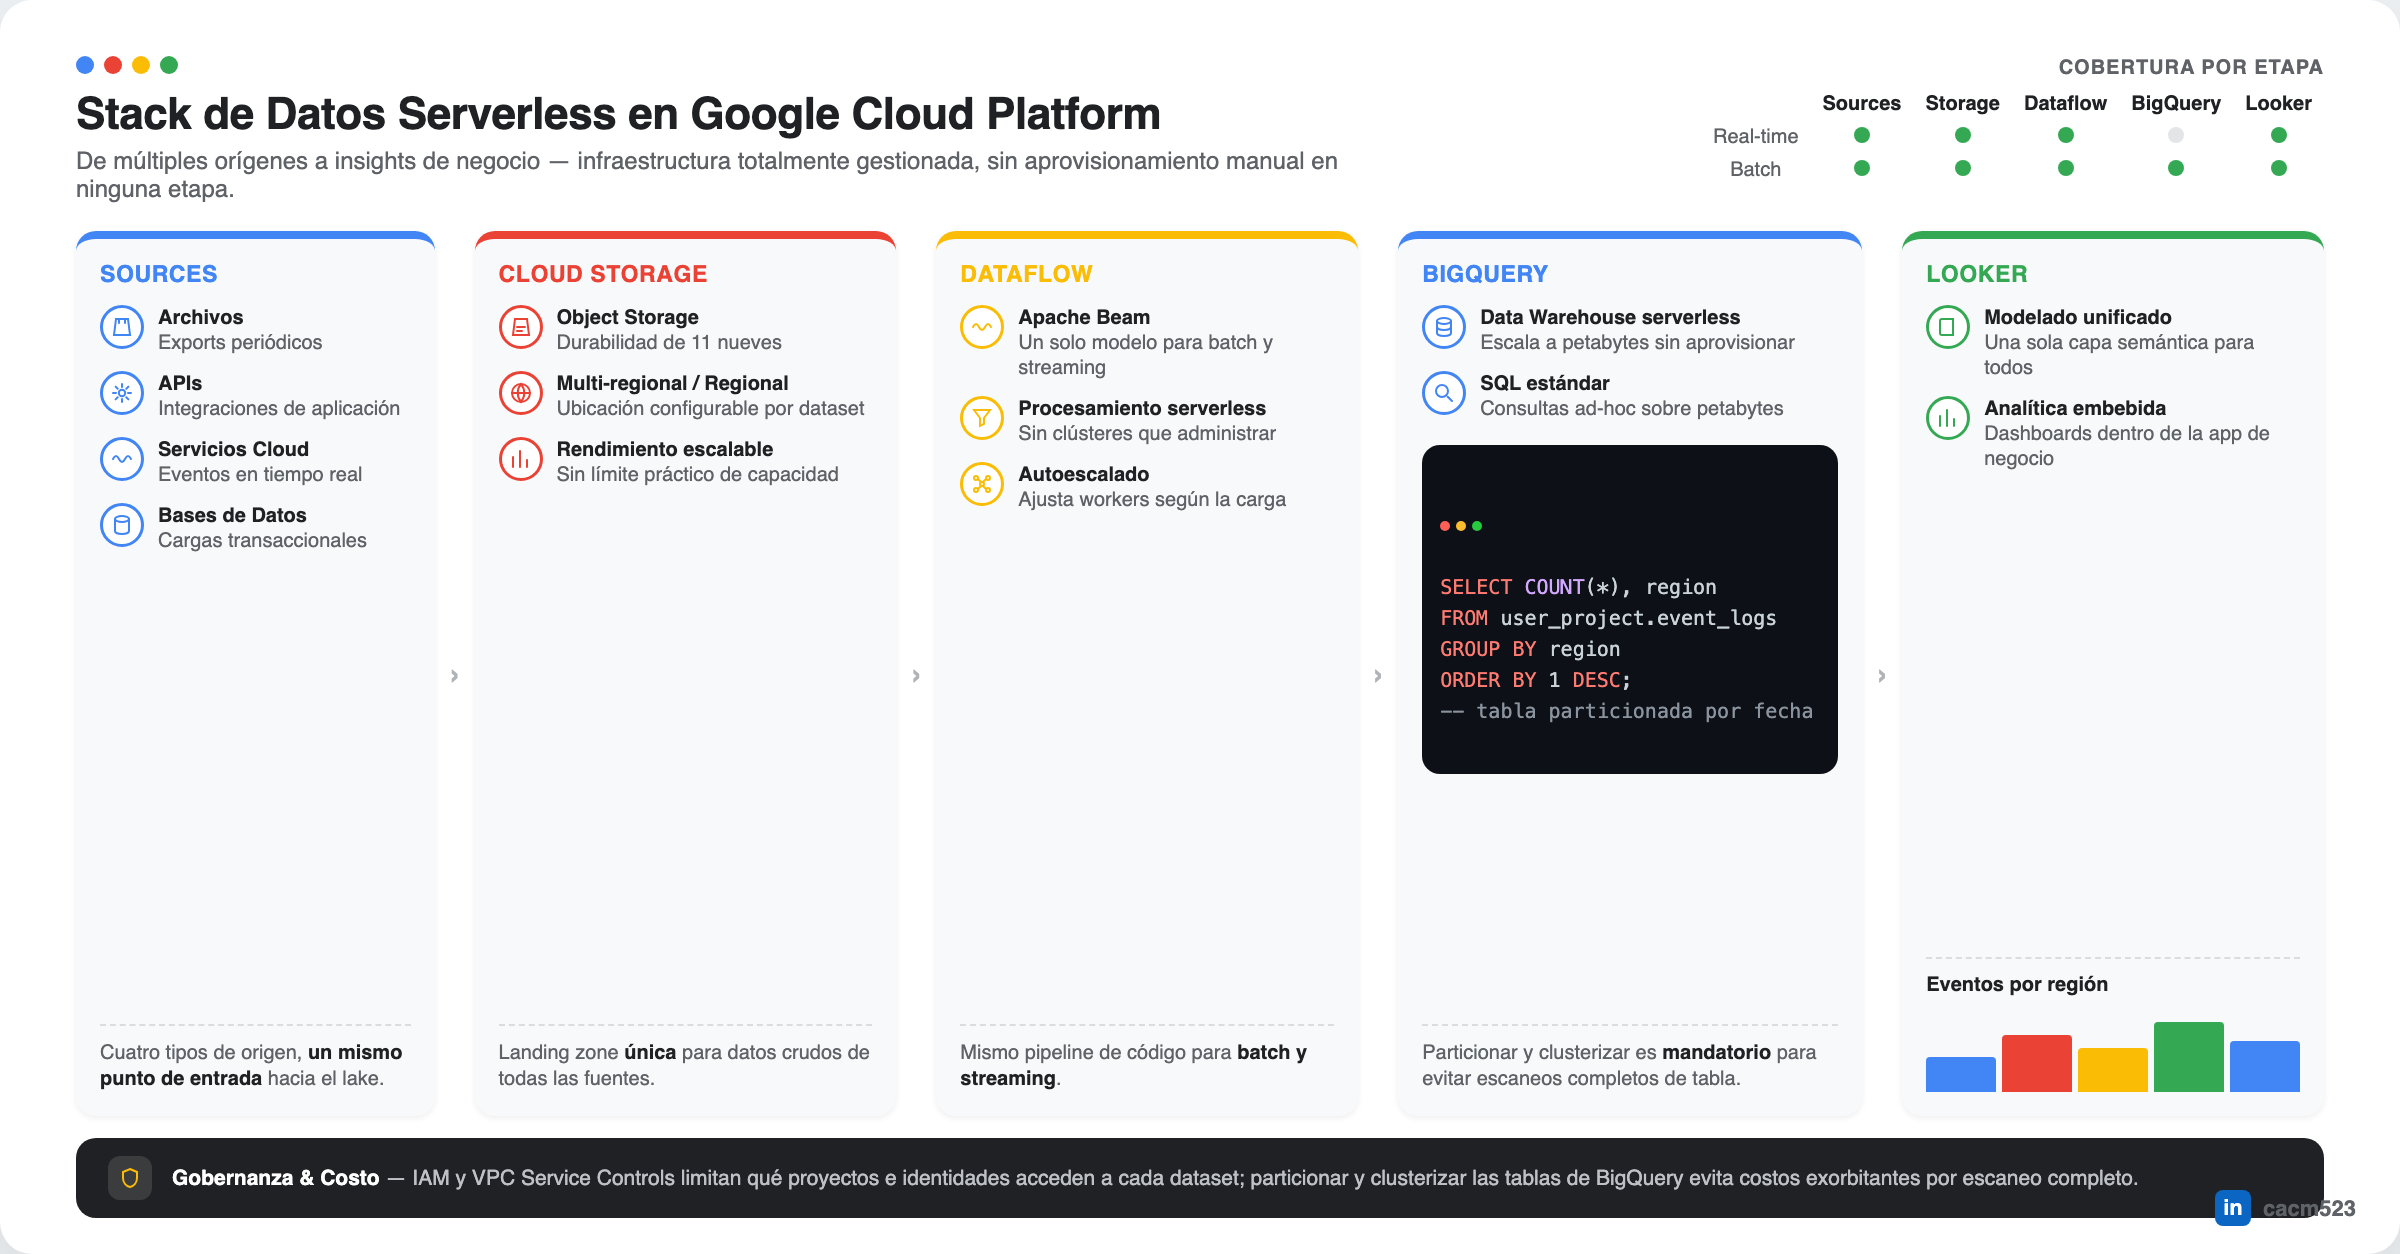 Stack de Datos Serverless en Google Cloud Platform
De múltiples orígenes a insights de negocio — infraestructura totalmente gestionada, sin aprovisionamiento manual en
ninguna etapa.
COBERTURA POR ETAPA
Sources Storage Dataflow BigQuery Looker
Real-time
Batch
SOURCES
Archivos
Exports periódicos
APIs
Integraciones de aplicación
Servicios Cloud
Eventos en tiempo real
Bases de Datos
Cargas transaccionales
Cuatro tipos de origen, un mismo
punto de entrada hacia el lake.
›
CLOUD STORAGE
Object Storage
Durabilidad de 11 nueves
Multi-regional / Regional
Ubicación configurable por dataset
Rendimiento escalable
Sin límite práctico de capacidad
Landing zone única para datos crudos de
todas las fuentes.
›
DATAFLOW
Apache Beam
Un solo modelo para batch y
streaming
Procesamiento serverless
Sin clústeres que administrar
Autoescalado
Ajusta workers según la carga
Mismo pipeline de código para batch y
streaming.
›
BIGQUERY
Data Warehouse serverless
Escala a petabytes sin aprovisionar
SQL estándar
Consultas ad-hoc sobre petabytes
SELECT COUNT(*), region
FROM user_project.event_logs
GROUP BY region
ORDER BY 1 DESC;
-- tabla particionada por fecha
Particionar y clusterizar es mandatorio para
evitar escaneos completos de tabla.
›
LOOKER
Modelado unificado
Una sola capa semántica para
todos
Analítica embebida
Dashboards dentro de la app de
negocio
Eventos por región
Gobernanza & Costo — IAM y VPC Service Controls limitan qué proyectos e identidades acceden a cada dataset; particionar y clusterizar las tablas de BigQuery evita costos exorbitantes por escaneo completo.
in cacm523